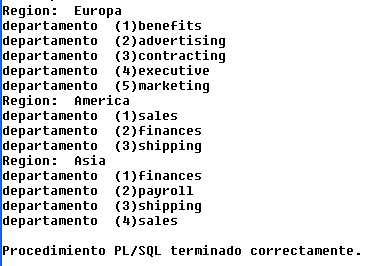 Region:  Europa
departamento  (1)benefits
departamento  (2)advertising
departamento  (3)contracting
departamento  (4)executive
departamento  (5)marketing
Region:  America
departamento  (1)sales
departamento  (2)finances
departamento  (3)shipping
Region:  Asia
departamento  (1)finances
departamento  (2)payroll
departamento  (3)shipping
departamento  (4)sales
Procedimiento PL/SQL terminado correctamente.